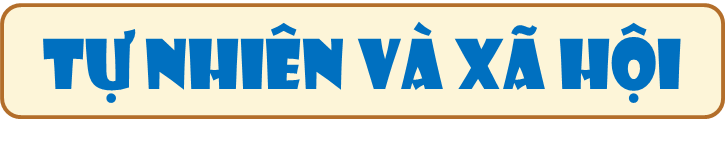 TỰ NHIÊN VÀ XÃ HỘI